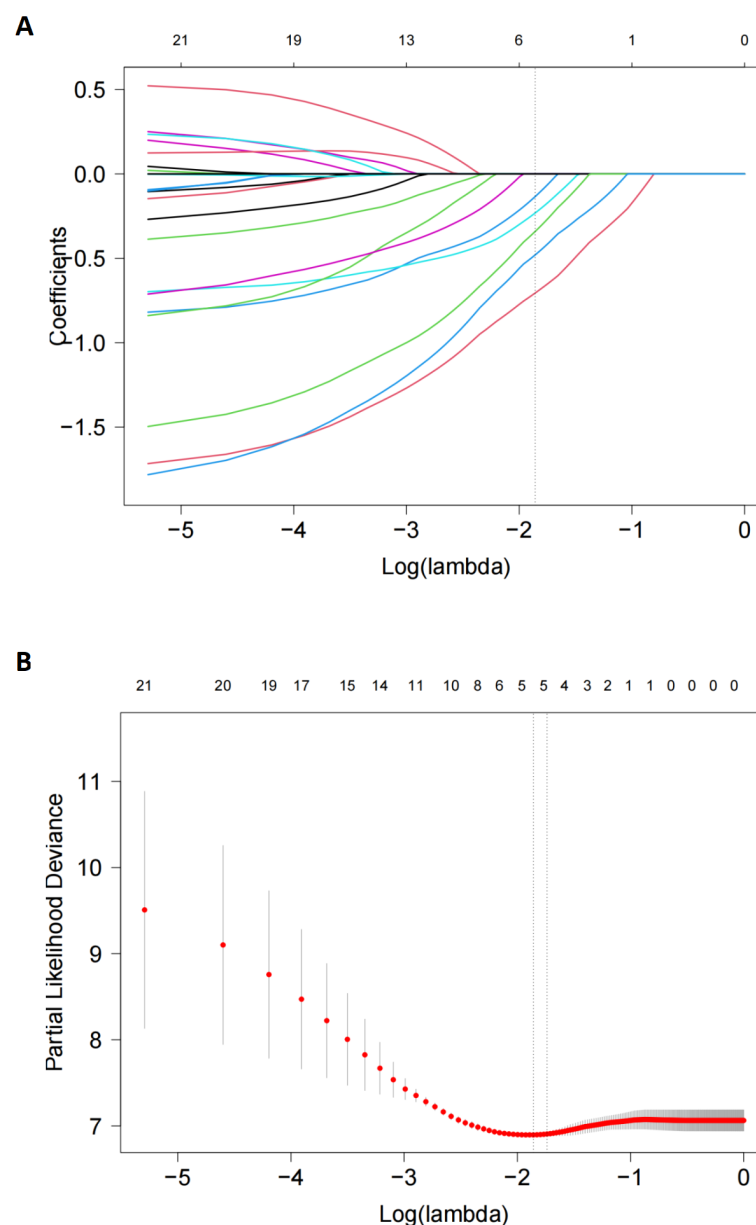 A
21 19 13 6 1 0
0.5
0.0
−0.5
−1.0
−1.5
Coefficients
−5 −4 −3 −2 −1 0
Log(lambda)
B
21 20 19 17 15 14 11 10 8 6 5 5 4 3 2 1 1 0 0 0 0
11
10
9
8
7
Partial Likelihood Deviance
−5 −4 −3 −2 −1 0
Log(lambda)